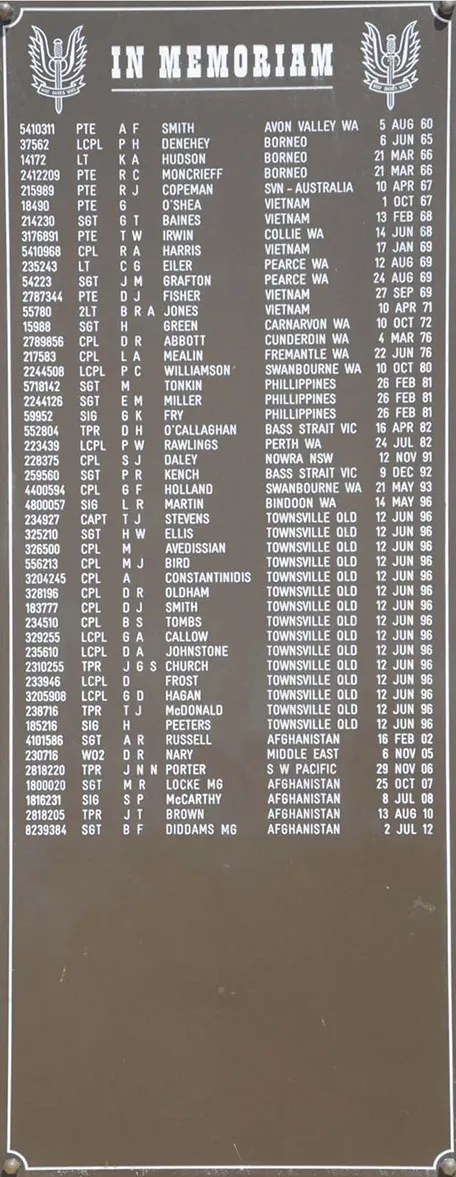 IN MEMORIAM
5410311 PTE A F SMITH AVON VALLEY WA 5 AUG 60
37562 LCPL P H DENEHEY BORNEO 6 JUN 65
14172 LT K A HUDSON BORNEO 21 MAR 66
2412209 PTE R C MONCRIEFF BORNEO 21 MAR 66
215989 PTE R J COPEMAN SVN - AUSTRALIA 10 APR 67
18490 PTE G O'SHEA VIETNAM 1 OCT 67
214230 SGT G T BAINES VIETNAM 13 FEB 68
3176891 PTE T W IRWIN COLLIE WA 14 JUN 68
5410968 CPL R A HARRIS VIETNAM 17 JAN 69
235243 LT C G EILER PEARCE WA 12 AUG 69
54223 SGT J M GRAFTON PEARCE WA 24 AUG 69
2787344 PTE D J FISHER VIETNAM 27 SEP 69
55780 2LT B R A JONES VIETNAM 10 APR 71
15988 SGT H GREEN CARNARVON WA 10 OCT 72
2789856 CPL D R ABBOTT CUNDERDIN WA 4 MAR 76
217583 CPL L A MEALIN FREMANTLE WA 22 JUN 76
2244508 LCPL P C WILLIAMSON SWANBOURNE WA 10 OCT 80
5718142 SGT M TONKIN PHILLIPPINES 26 FEB 81
2244126 SGT E M MILLER PHILLIPPINES 26 FEB 81
59952 SIG G K FRY PHILLIPPINES 26 FEB 81
552804 TPR D H O'CALLAGHAN BASS STRAIT VIC 16 APR 82
223439 LCPL P W RAWLINGS PERTH WA 24 JUL 82
228375 CPL S J DALEY NOWRA NSW 12 NOV 91
259560 SGT P R KENCH BASS STRAIT VIC 9 DEC 92
4400594 CPL G F HOLLAND SWANBOURNE WA 21 MAY 93
4800057 SIG L R MARTIN BINDOON WA 14 MAY 96
234927 CAPT T J STEVENS TOWNSVILLE QLD 12 JUN 96
325210 SGT H W ELLIS TOWNSVILLE QLD 12 JUN 96
326500 CPL M AVEDISSIAN TOWNSVILLE QLD 12 JUN 96
556213 CPL M J BIRD TOWNSVILLE QLD 12 JUN 96
3204245 CPL A CONSTANTINIDIS TOWNSVILLE QLD 12 JUN 96
328196 CPL D R OLDHAM TOWNSVILLE QLD 12 JUN 96
183777 CPL D J SMITH TOWNSVILLE QLD 12 JUN 96
234510 CPL B S TOMBS TOWNSVILLE QLD 12 JUN 96
329255 LCPL G A CALLOW TOWNSVILLE QLD 12 JUN 96
235610 LCPL D A JOHNSTONE TOWNSVILLE QLD 12 JUN 96
2310255 TPR J G S CHURCH TOWNSVILLE QLD 12 JUN 96
233946 LCPL D FROST TOWNSVILLE QLD 12 JUN 96
3205908 LCPL G D HAGAN TOWNSVILLE QLD 12 JUN 96
238716 TPR T J McDONALD TOWNSVILLE QLD 12 JUN 96
185216 SIG H PEETERS TOWNSVILLE QLD 12 JUN 96
4101586 SGT A R RUSSELL AFGHANISTAN 16 FEB 02
230716 WO2 D R NARY MIDDLE EAST 6 NOV 05
2818220 TPR J N N PORTER S W PACIFIC 29 NOV 06
1800020 SGT M R LOCKE MG AFGHANISTAN 25 OCT 07
1816231 SIG S P McCARTHY AFGHANISTAN 8 JUL 08
2818205 TPR J T BROWN AFGHANISTAN 13 AUG 10
8239384 SGT B F DIDDAMS MG AFGHANISTAN 2 JUL 12